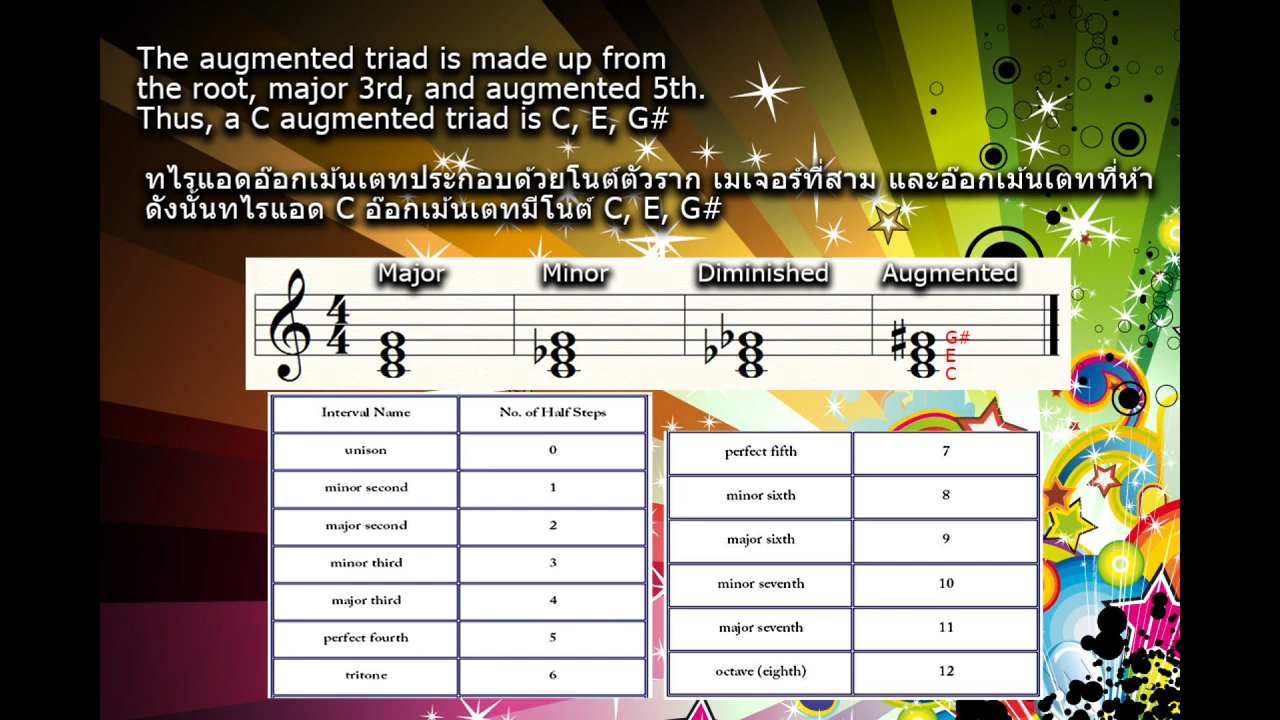 The augmented triad is made up from
the root, major 3rd, and augmented 5th.
Thus, a C augmented triad is C, E, G#
ทไรแอดอ๊อกเม้นเตทประกอบด้วยโนต์ตัวราก เมเจอร์ที่สาม และอ๊อกเม้นเตทที่ห้า
ดังนั้นทไรแอด C อ๊อกเม้นเตทมีโนต์ C, E, G#
Major Minor Diminished Augmented
4
4
G#
E
C
Interval Name No. of Half Steps
unison 0
minor second 1
major second 2
minor third 3
major third 4
perfect fourth 5
tritone 6
perfect fifth 7
minor sixth 8
major sixth 9
minor seventh 10
major seventh 11
octave (eighth) 12